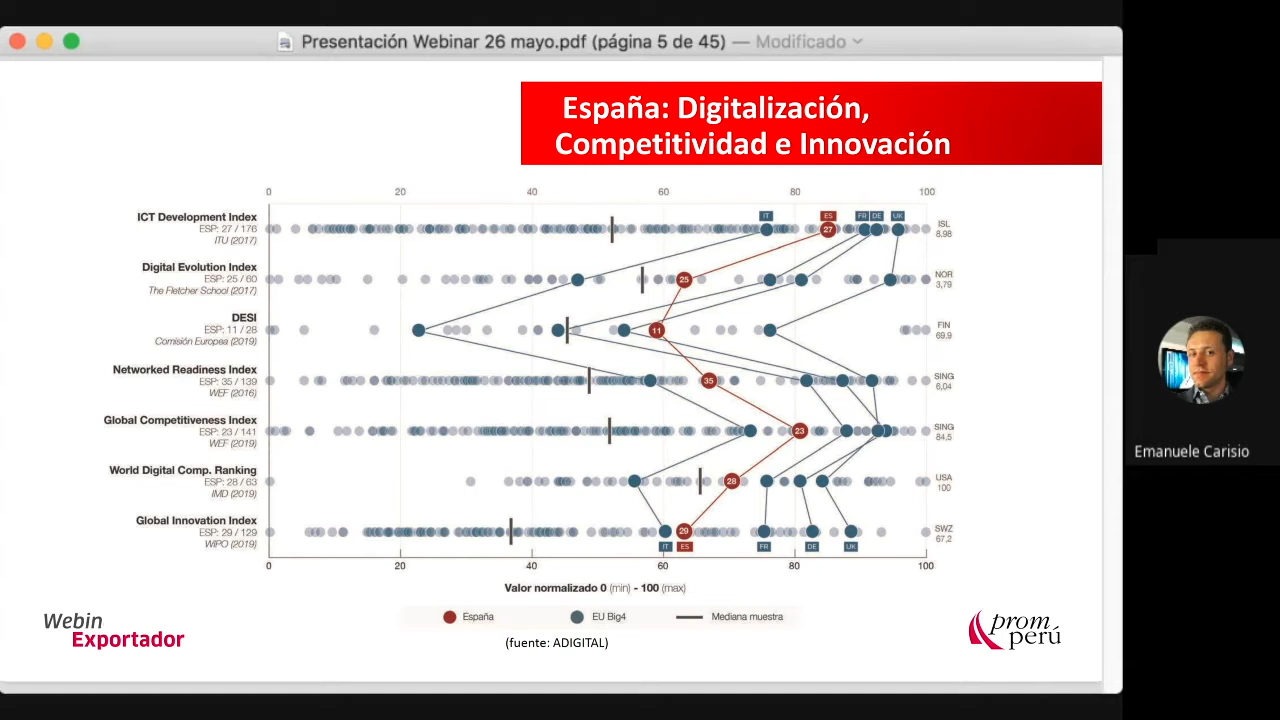 Presentación Webinar 26 mayo.pdf (página 5 de 45) — Modificado
España: Digitalización,
Competitividad e Innovación
0 20 40 60 80 100
ICT Development Index
ESP: 27 / 176
ITU (2017)
IT ES FR DE UK
27
ISL
8,98
Digital Evolution Index
ESP: 25 / 60
The Fletcher School (2017)
25
NOR
3,79
DESI
ESP: 11 / 28
Comisión Europea (2019)
11
FIN
69,9
Networked Readiness Index
ESP: 35 / 139
WEF (2016)
35
SING
6,04
Global Competitiveness Index
ESP: 23 / 141
WEF (2019)
23
SING
84,5
World Digital Comp. Ranking
ESP: 28 / 63
IMD (2019)
28
USA
100
Global Innovation Index
ESP: 29 / 129
WIPO (2019)
29
SWZ
67,2
IT ES FR DE UK
0 20 40 60 80 100
Valor normalizado 0 (min) - 100 (max)
España EU Big4 Mediana muestra
(fuente: ADIGITAL)
Webin
Exportador
prom
perú
Emanuele Carisio